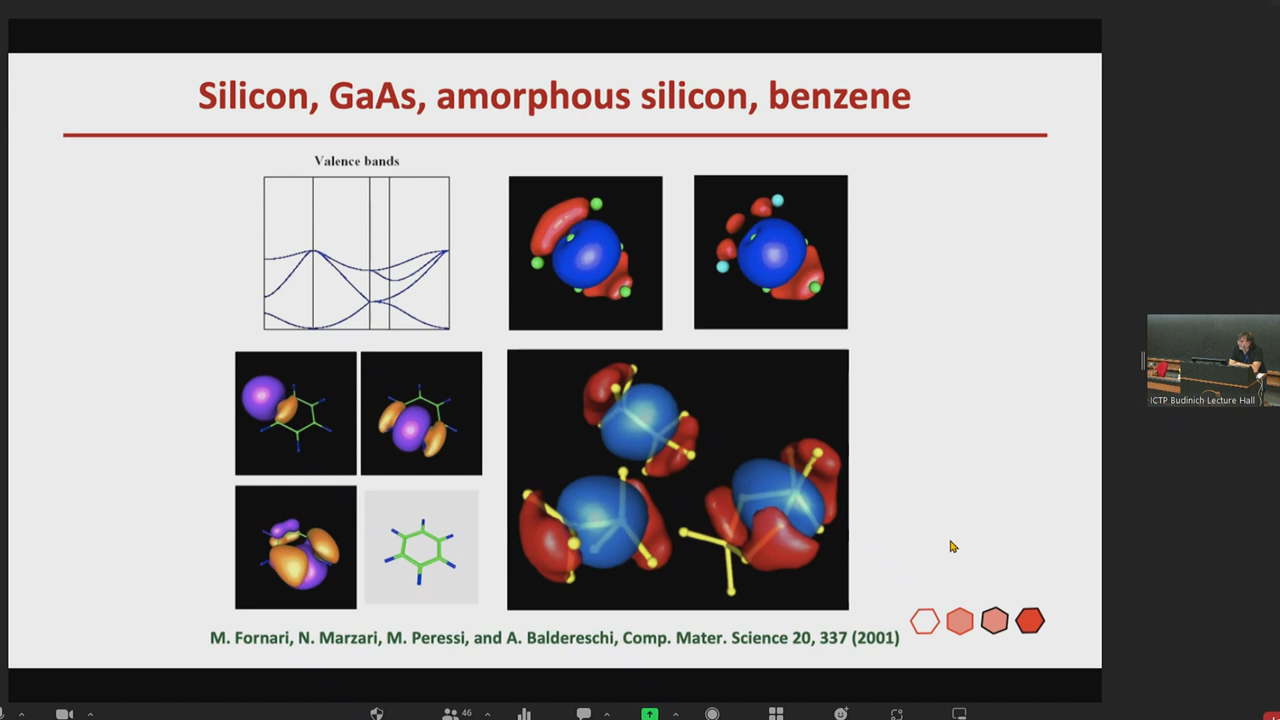 Silicon, GaAs, amorphous silicon, benzene
Valence bands
M. Fornari, N. Marzari, M. Peressi, and A. Baldereschi, Comp. Mater. Science 20, 337 (2001)
ICTP Budinich Lecture Hall
46